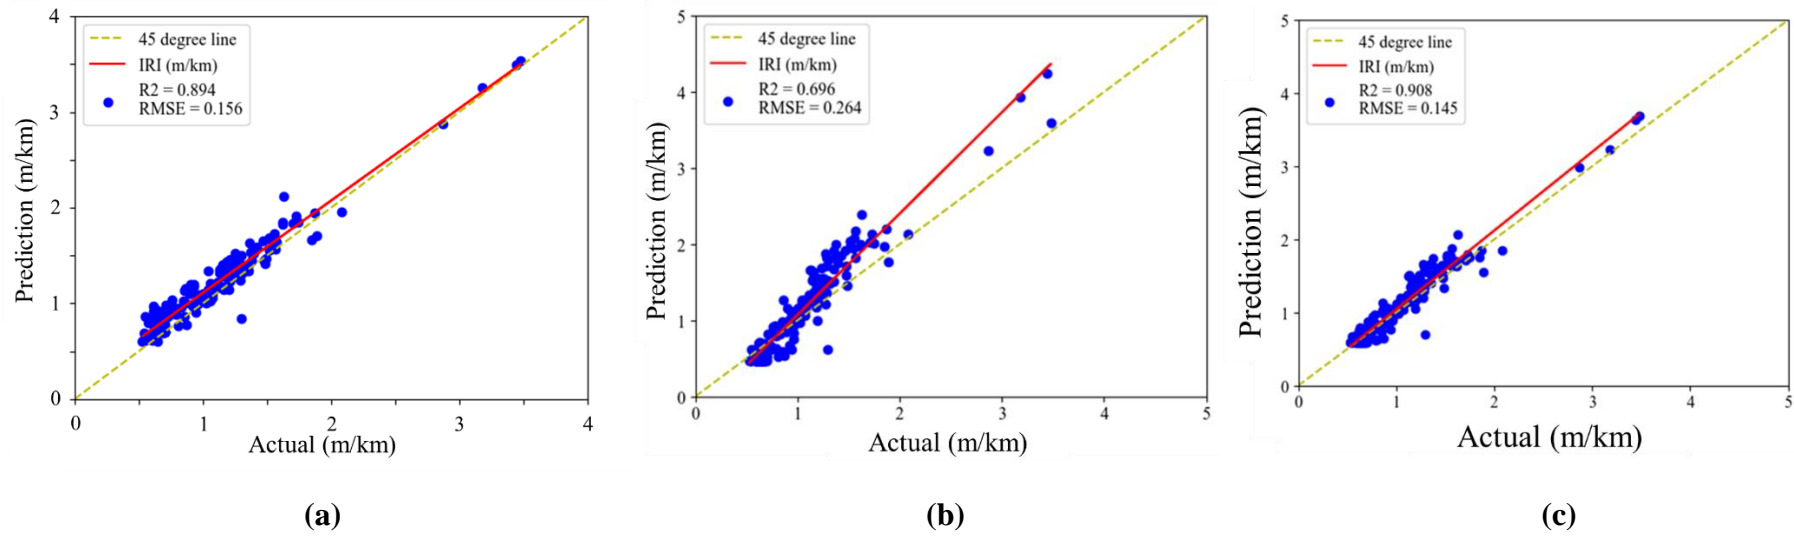 4
3
2
1
0
0
1
2
3
4
45 degree line
IRI (m/km)
R2 = 0.894
RMSE = 0.156
Prediction (m/km)
Actual (m/km)
(a)
5
4
3
2
1
0
0
1
2
3
4
5
45 degree line
IRI (m/km)
R2 = 0.696
RMSE = 0.264
Prediction (m/km)
Actual (m/km)
(b)
5
4
3
2
1
0
0
1
2
3
4
5
45 degree line
IRI (m/km)
R2 = 0.908
RMSE = 0.145
Prediction (m/km)
Actual (m/km)
(c)